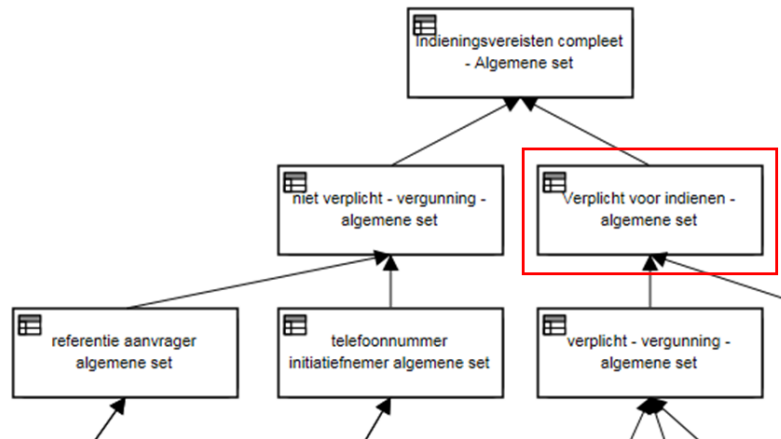 Indieningsvereisten compleet
- Algemene set
niet verplicht - vergunning -
algemene set
Verplicht voor indienen -
algemene set
referentie aanvrager
algemene set
telefoonnummer
initiatiefnemer algemene set
verplicht - vergunning -
algemene set